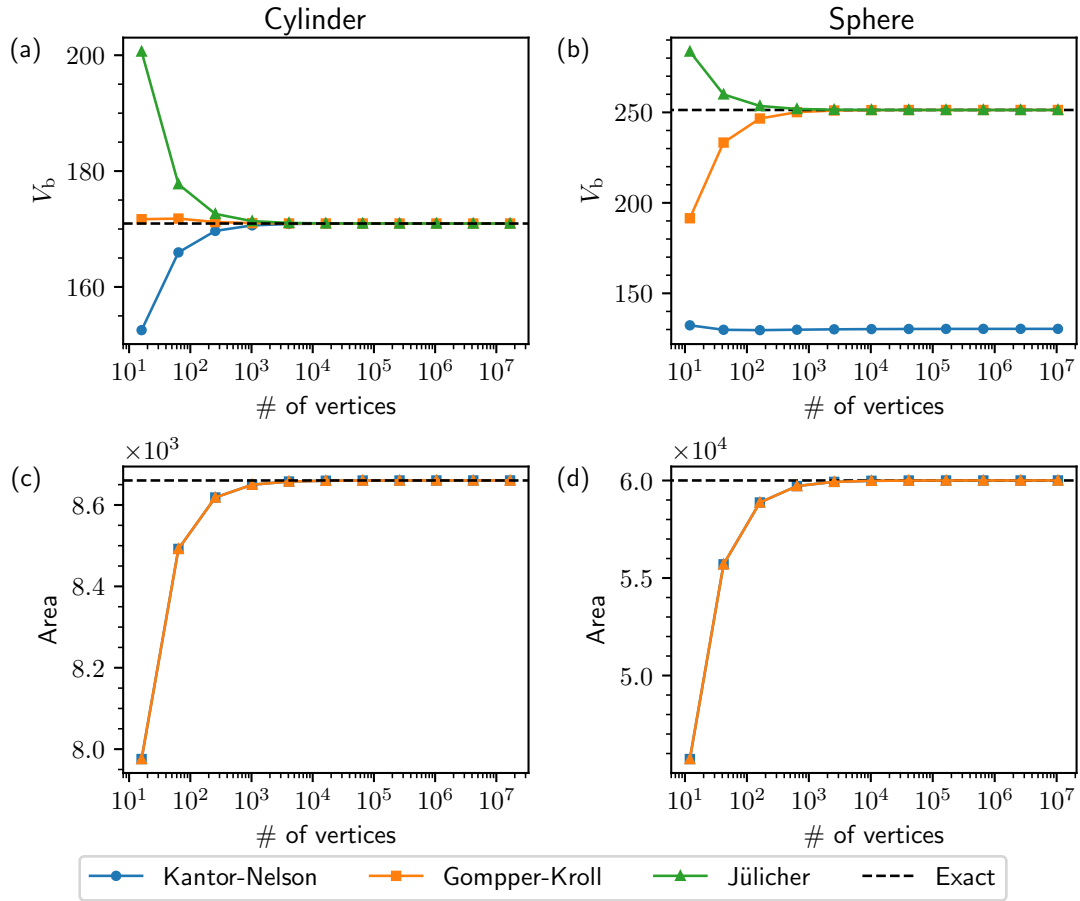 Cylinder
Sphere
(a)
200
180
160
V_b
10^1 10^2 10^3 10^4 10^5 10^6 10^7
# of vertices
(b)
250
200
150
V_b
10^1 10^2 10^3 10^4 10^5 10^6 10^7
# of vertices
(c)
×10^3
8.6
8.4
8.2
8.0
Area
10^1 10^2 10^3 10^4 10^5 10^6 10^7
# of vertices
(d)
×10^4
6.0
5.5
5.0
Area
10^1 10^2 10^3 10^4 10^5 10^6 10^7
# of vertices
Kantor-Nelson Gompper-Kroll Jülicher Exact